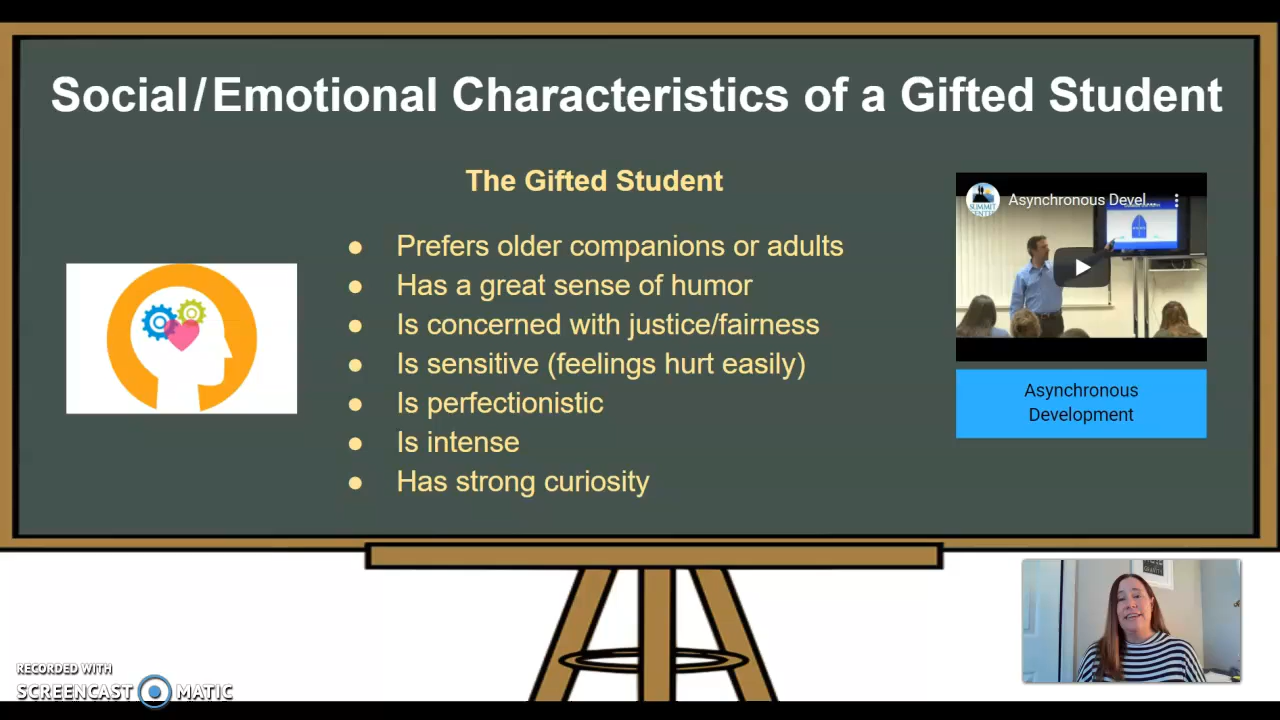 Social/Emotional Characteristics of a Gifted Student
The Gifted Student
● Prefers older companions or adults
● Has a great sense of humor
● Is concerned with justice/fairness
● Is sensitive (feelings hurt easily)
● Is perfectionistic
● Is intense
● Has strong curiosity
Asynchronous Devel...
SUMMIT
Asynchronous
Development
RECORDED WITH
SCREENCAST MATIC